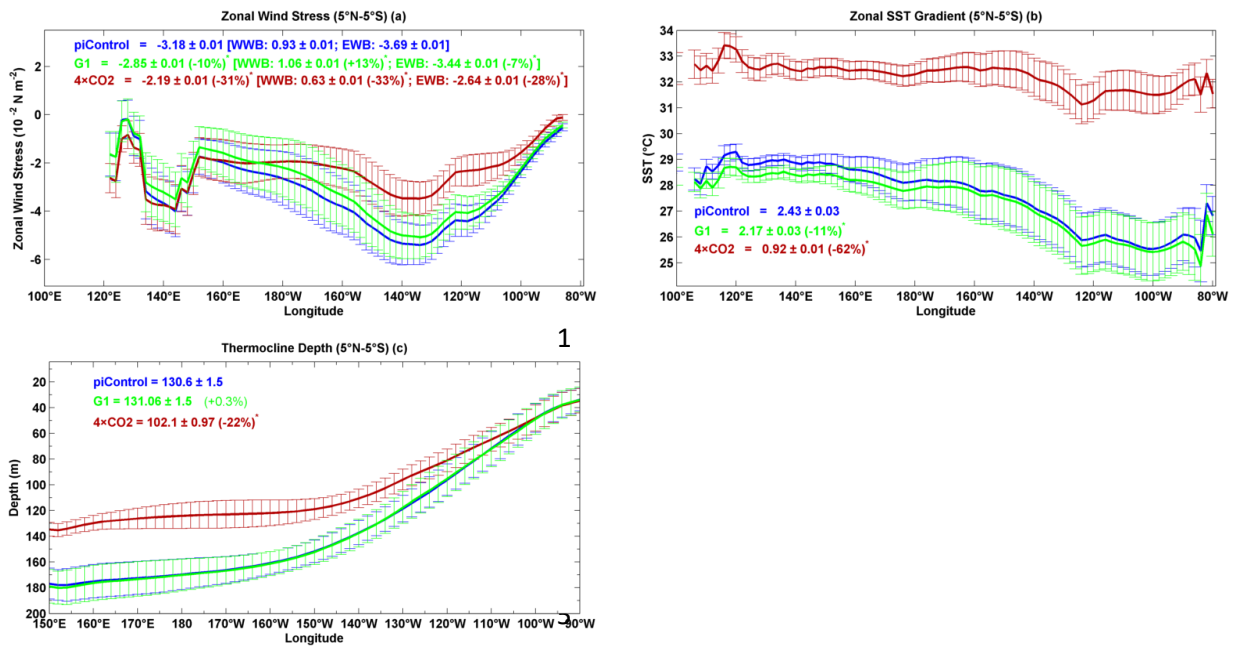 Zonal Wind Stress (5°N-5°S) (a)
piControl = -3.18 ± 0.01 [WWB: 0.93 ± 0.01; EWB: -3.69 ± 0.01]
G1 = -2.85 ± 0.01 (-10%)* [WWB: 1.06 ± 0.01 (+13%)*; EWB: -3.44 ± 0.01 (-7%)*]
4×CO2 = -2.19 ± 0.01 (-31%)* [WWB: 0.63 ± 0.01 (-33%)*; EWB: -2.64 ± 0.01 (-28%)*]
Zonal Wind Stress (10⁻² N m⁻²)
2
0
-2
-4
-6
100°E 120°E 140°E 160°E 180 160°W 140°W 120°W 100°W 80°W
Longitude
Zonal SST Gradient (5°N-5°S) (b)
SST (°C)
34
33
32
31
30
29
28
27
26
25
piControl = 2.43 ± 0.03
G1 = 2.17 ± 0.03 (-11%)*
4×CO2 = 0.92 ± 0.01 (-62%)*
100°E 120°E 140°E 160°E 180 160°W 140°W 120°W 100°W 80°W
Longitude
1
Thermocline Depth (5°N-5°S) (c)
piControl = 130.6 ± 1.5
G1 = 131.06 ± 1.5 (+0.3%)
4×CO2 = 102.1 ± 0.97 (-22%)*
Depth (m)
20
40
60
80
100
120
140
160
180
200
150°E 160°E 170°E 180 170°W 160°W 150°W 140°W 130°W 120°W 110°W 100°W 90°W
Longitude